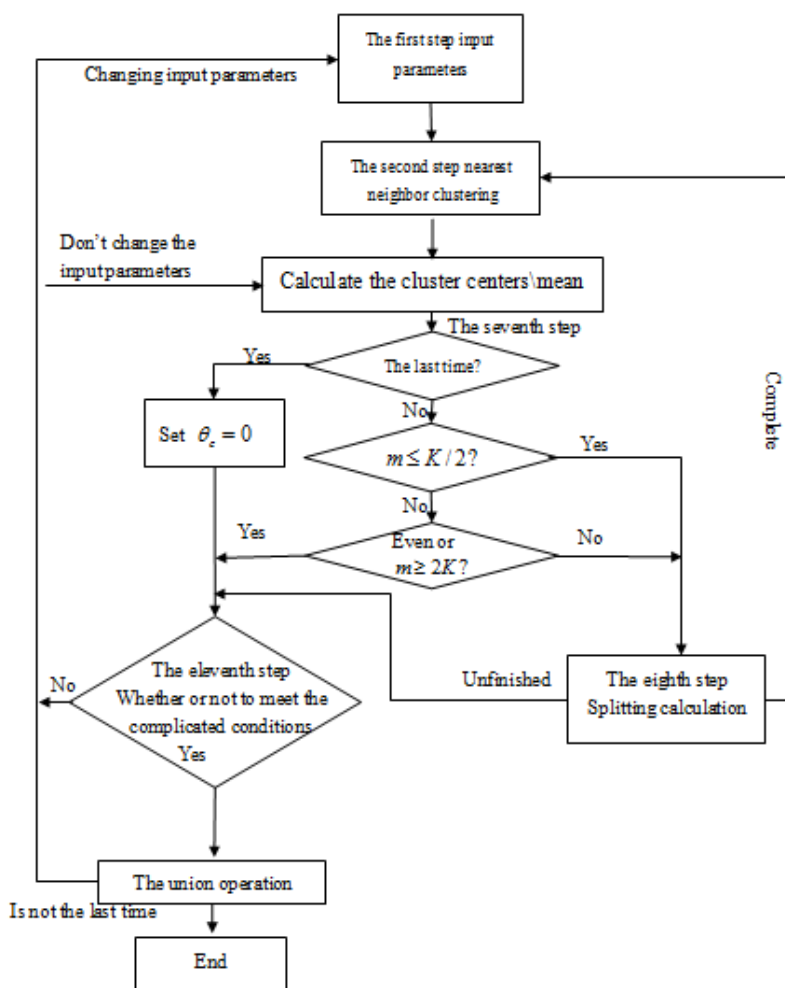 The first step input
parameters
Changing input parameters
The second step nearest
neighbor clustering
Don't change the
input parameters
Calculate the cluster centers\mean
The seventh step
Yes
The last time?
Complete
No
Set θ_c = 0
m ≤ K / 2?
Yes
No
Yes
Even or
m ≥ 2K?
No
The eleventh step
Whether or not to meet the
complicated conditions
Yes
No
Unfinished
The eighth step
Splitting calculation
The union operation
Is not the last time
End